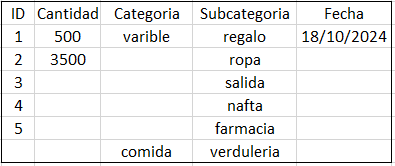 ID Cantidad Categoria Subcategoria Fecha
1 500 varible regalo 18/10/2024
2 3500 ropa
3 salida
4 nafta
5 farmacia
comida verduleria